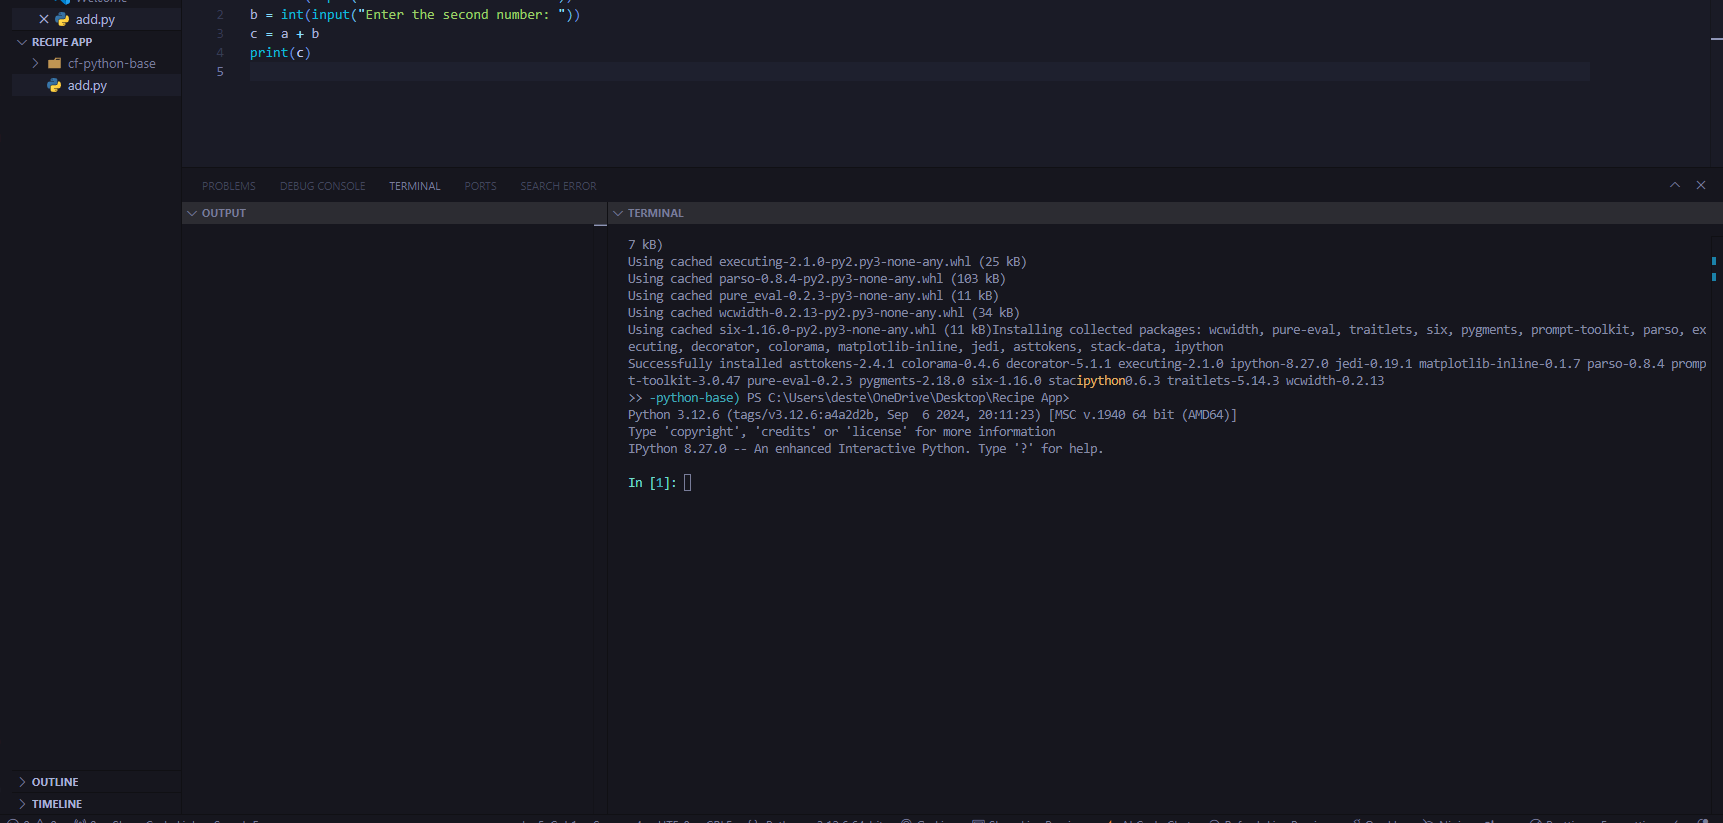 Welcome
add.py
RECIPE APP
cf-python-base
add.py
OUTLINE
TIMELINE
2 b = int(input("Enter the second number: "))
3 c = a + b
4 print(c)
5
PROBLEMS DEBUG CONSOLE TERMINAL PORTS SEARCH ERROR
OUTPUT
TERMINAL
7 kB)
Using cached executing-2.1.0-py2.py3-none-any.whl (25 kB)
Using cached parso-0.8.4-py2.py3-none-any.whl (103 kB)
Using cached pure_eval-0.2.3-py3-none-any.whl (11 kB)
Using cached wcwidth-0.2.13-py2.py3-none-any.whl (34 kB)
Using cached six-1.16.0-py2.py3-none-any.whl (11 kB)Installing collected packages: wcwidth, pure-eval, traitlets, six, pygments, prompt-toolkit, parso, ex
ecuting, decorator, colorama, matplotlib-inline, jedi, asttokens, stack-data, ipython
Successfully installed asttokens-2.4.1 colorama-0.4.6 decorator-5.1.1 executing-2.1.0 ipython-8.27.0 jedi-0.19.1 matplotlib-inline-0.1.7 parso-0.8.4 promp
t-toolkit-3.0.47 pure-eval-0.2.3 pygments-2.18.0 six-1.16.0 stacipython0.6.3 traitlets-5.14.3 wcwidth-0.2.13
>> -python-base) PS C:\Users\deste\OneDrive\Desktop\Recipe App>
Python 3.12.6 (tags/v3.12.6:a4a2d2b, Sep  6 2024, 20:11:23) [MSC v.1940 64 bit (AMD64)]
Type 'copyright', 'credits' or 'license' for more information
IPython 8.27.0 -- An enhanced Interactive Python. Type '?' for help.
In [1]: